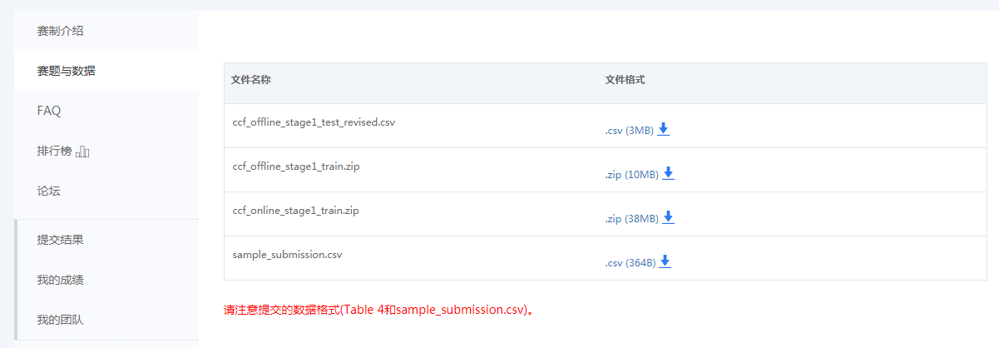 赛制介绍
赛题与数据
FAQ
排行榜
论坛
提交结果
我的成绩
我的团队
文件名称 文件格式
ccf_offline_stage1_test_revised.csv .csv (3MB)
ccf_offline_stage1_train.zip .zip (10MB)
ccf_online_stage1_train.zip .zip (38MB)
sample_submission.csv .csv (364B)
请注意提交的数据格式(Table 4和sample_submission.csv)。